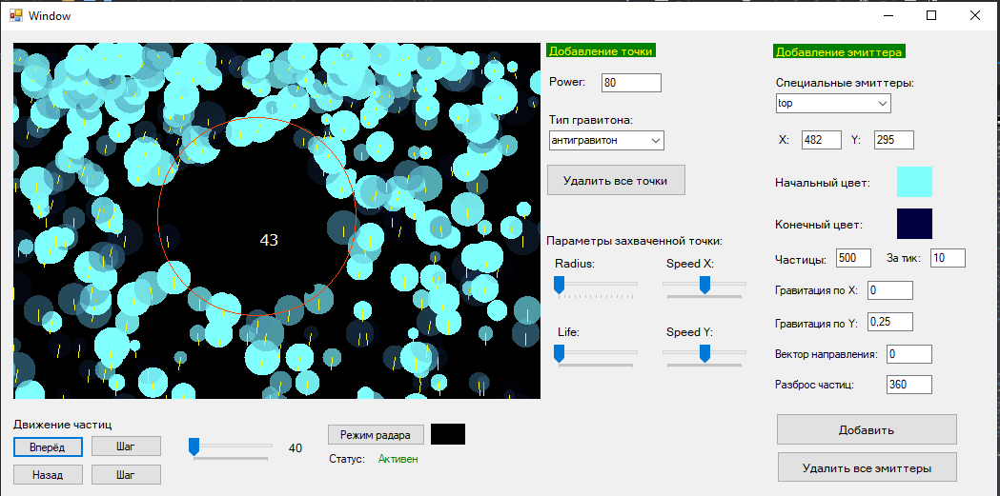 Window
43
Добавление точки
Power: 80
Тип гравитона:
антигравитон
Удалить все точки
Параметры захваченной точки:
Radius: Speed X:
Life: Speed Y:
Добавление эмиттера
Специальные эмиттеры:
top
X: 482 Y: 295
Начальный цвет:
Конечный цвет:
Частицы: 500 За тик: 10
Гравитация по X: 0
Гравитация по Y: 0,25
Вектор направления: 0
Разброс частиц: 360
Добавить
Удалить все эмиттеры
Движение частиц
Вперёд Шаг
Назад Шаг
40
Режим радара
Статус: Активен